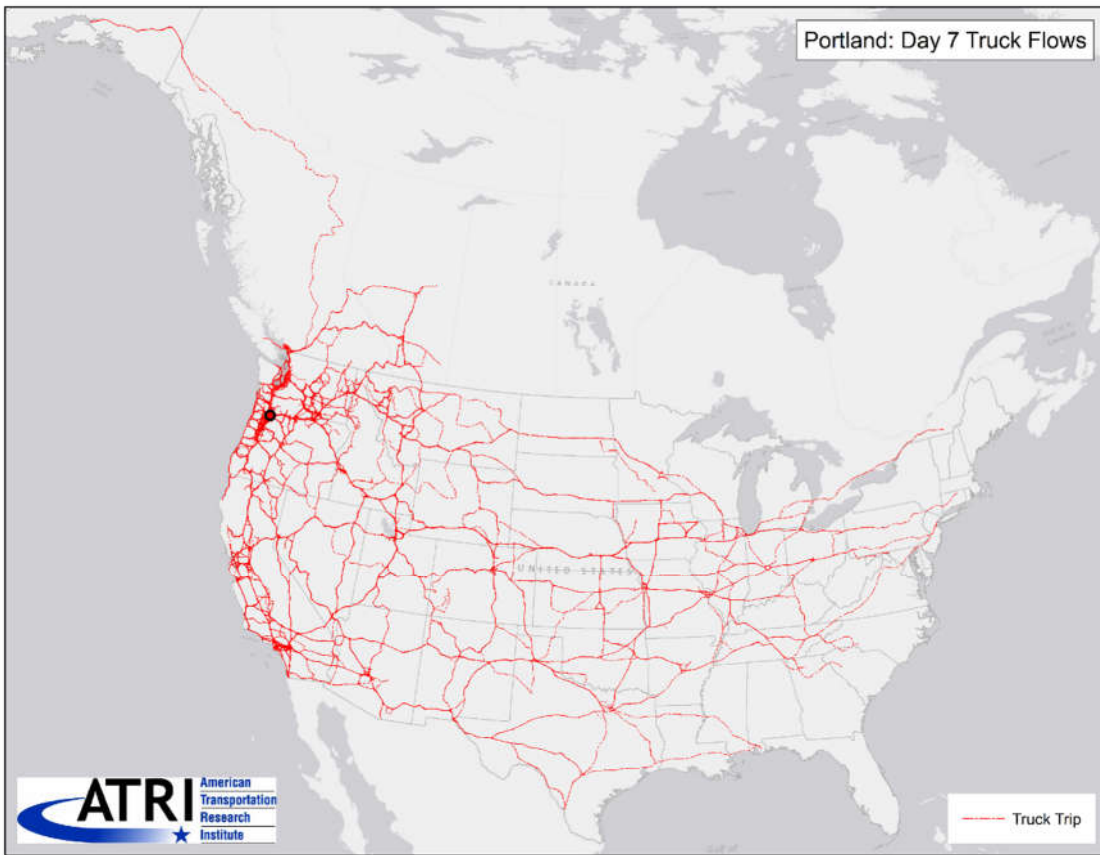 Portland: Day 7 Truck Flows
CANADA
UNITED STATES
ATRI
American
Transportation
Research
Institute
Truck Trip